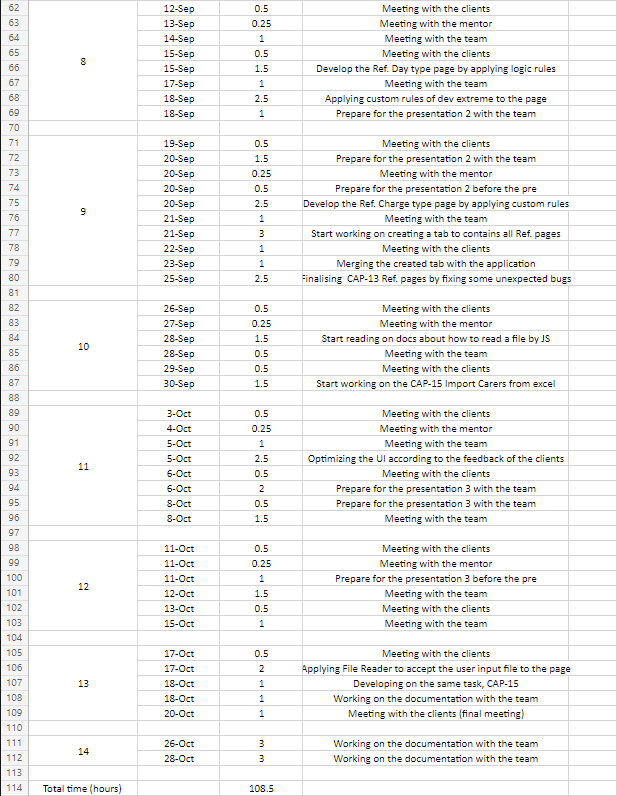 62 12-Sep 0.5 Meeting with the clients
63 13-Sep 0.25 Meeting with the mentor
64 14-Sep 1 Meeting with the team
65 15-Sep 0.5 Meeting with the clients
8
66 15-Sep 1.5 Develop the Ref. Day type page by applying logic rules
67 17-Sep 1 Meeting with the team
68 18-Sep 2.5 Applying custom rules of dev extreme to the page
69 18-Sep 1 Prepare for the presentation 2 with the team
70
71 19-Sep 0.5 Meeting with the clients
72 20-Sep 1.5 Prepare for the presentation 2 with the team
73 20-Sep 0.25 Meeting with the mentor
74 20-Sep 0.5 Prepare for the presentation 2 before the pre
75 20-Sep 2.5 Develop the Ref. Charge type page by applying custom rules
9
76 21-Sep 1 Meeting with the team
77 21-Sep 3 Start working on creating a tab to contains all Ref. pages
78 22-Sep 1 Meeting with the clients
79 23-Sep 1 Merging the created tab with the application
80 25-Sep 2.5 Finalising CAP-13 Ref. pages by fixing some unexpected bugs
81
82 26-Sep 0.5 Meeting with the clients
83 27-Sep 0.25 Meeting with the mentor
84 28-Sep 1.5 Start reading on docs about how to read a file by JS
10
85 28-Sep 0.5 Meeting with the team
86 29-Sep 0.5 Meeting with the clients
87 30-Sep 1.5 Start working on the CAP-15 Import Carers from excel
88
89 3-Oct 0.5 Meeting with the clients
90 4-Oct 0.25 Meeting with the mentor
91 5-Oct 1 Meeting with the team
92 5-Oct 2.5 Optimizing the UI according to the feedback of the clients
11
93 6-Oct 0.5 Meeting with the clients
94 6-Oct 2 Prepare for the presentation 3 with the team
95 8-Oct 0.5 Prepare for the presentation 3 with the team
96 8-Oct 1.5 Meeting with the team
97
98 11-Oct 0.5 Meeting with the clients
99 11-Oct 0.25 Meeting with the mentor
100 11-Oct 1 Prepare for the presentation 3 before the pre
12
101 12-Oct 1.5 Meeting with the team
102 13-Oct 0.5 Meeting with the clients
103 15-Oct 1 Meeting with the team
104
105 17-Oct 0.5 Meeting with the clients
106 17-Oct 2 Applying File Reader to accept the user input file to the page
107 13 18-Oct 1 Developing on the same task, CAP-15
108 18-Oct 1 Working on the documentation with the team
109 20-Oct 1 Meeting with the clients (final meeting)
110
111 26-Oct 3 Working on the documentation with the team
14
112 28-Oct 3 Working on the documentation with the team
113
114 Total time (hours) 108.5